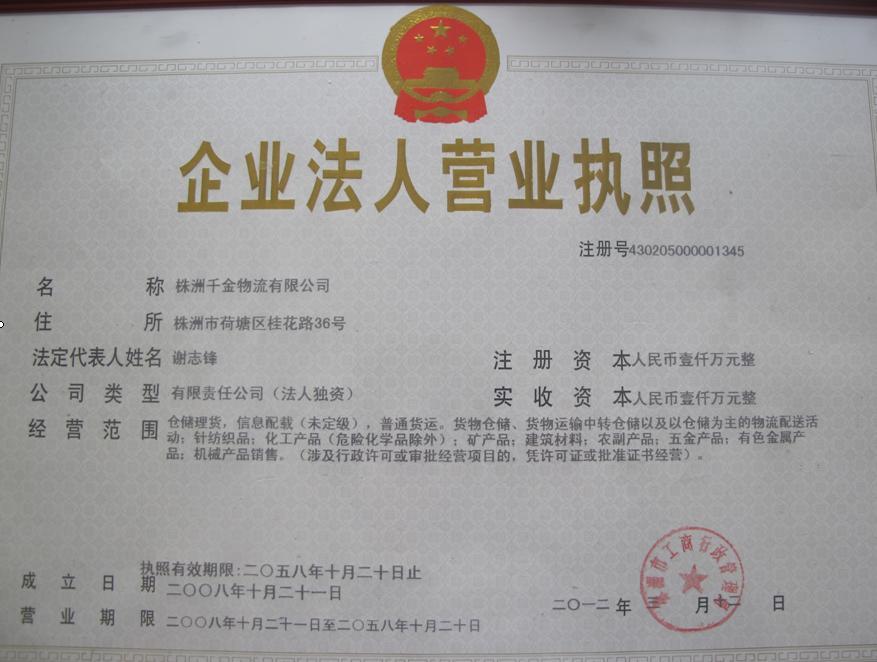 企业法人营业执照
注册号430205000001345
名 称 株洲千金物流有限公司
住 所 株洲市荷塘区桂花路36号
法定代表人姓名 谢志锋 注 册 资 本人民币壹仟万元整
公 司 类 型 有限责任公司（法人独资） 实 收 资 本人民币壹仟万元整
经 营 范 围 仓储理货，信息配载（未定级），普通货运。货物仓储、货物运输中转仓储以及以仓储为主的物流配送活
动；针纺织品；化工产品（危险化学品除外）；矿产品；建筑材料；农副产品；五金产品；有色金属产
品；机械产品销售。（涉及行政许可或审批经营项目的，凭许可证或批准证书经营）。
执照有效期限:二〇五八年十月二十日止
成 立 日 期 二〇〇八年十月二十一日
营 业 期 限 二〇〇八年十月二十一日至二〇五八年十月二十日
二〇一二 年 三 月 日
株洲市工商行政管理局